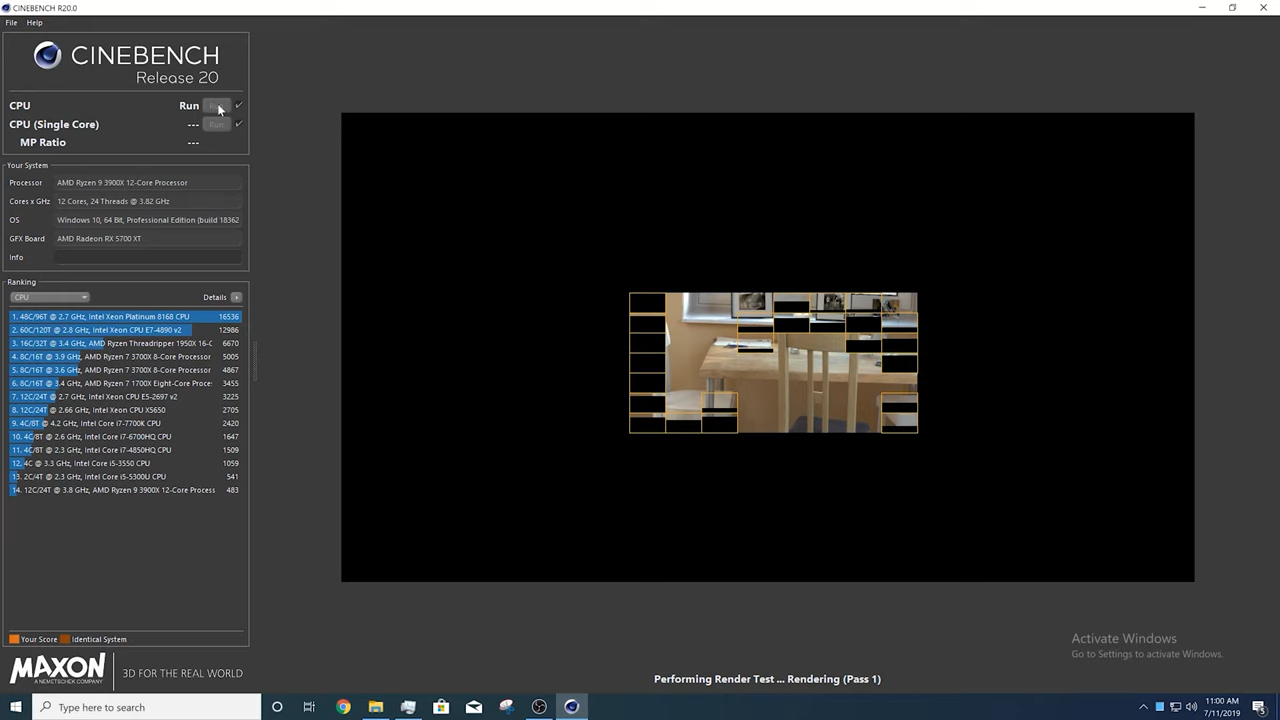 CINEBENCH R20.0
File Help
CINEBENCH
Release 20
CPU Run Run
CPU (Single Core) --- Run
MP Ratio ---
Your System
Processor AMD Ryzen 9 3900X 12-Core Processor
Cores x GHz 12 Cores, 24 Threads @ 3.82 GHz
OS Windows 10, 64 Bit, Professional Edition (build 18362
GFX Board AMD Radeon RX 5700 XT
Info
Ranking
CPU Details
1. 48C/96T @ 2.7 GHz, Intel Xeon Platinum 8168 CPU 16536
2. 60C/120T @ 2.8 GHz, Intel Xeon CPU E7-4890 v2 12986
3. 16C/32T @ 3.4 GHz, AMD Ryzen Threadripper 1950X 16-C 6670
4. 8C/16T @ 3.9 GHz, AMD Ryzen 7 3700X 8-Core Processor 5005
5. 8C/16T @ 3.6 GHz, AMD Ryzen 7 3700X 8-Core Processor 4867
6. 8C/16T @ 3.4 GHz, AMD Ryzen 7 1700X Eight-Core Proce: 3455
7. 12C/24T @ 2.7 GHz, Intel Xeon CPU E5-2697 v2 3225
8. 12C/24T @ 2.66 GHz, Intel Xeon CPU X5650 2705
9. 4C/8T @ 4.2 GHz, Intel Core i7-7700K CPU 2420
10. 4C/8T @ 2.6 GHz, Intel Core i7-6700HQ CPU 1647
11. 4C/8T @ 2.3 GHz, Intel Core i7-4850HQ CPU 1509
12. 4C @ 3.3 GHz, Intel Core i5-3550 CPU 1059
13. 2C/4T @ 2.3 GHz, Intel Core i5-5300U CPU 541
14. 12C/24T @ 3.8 GHz, AMD Ryzen 9 3900X 12-Core Process 483
Your Score Identical System
MAXON
A NEMETSCHEK COMPANY
3D FOR THE REAL WORLD
Activate Windows
Go to Settings to activate Windows.
Performing Render Test ... Rendering (Pass 1)
Type here to search
11:00 AM
7/11/2019